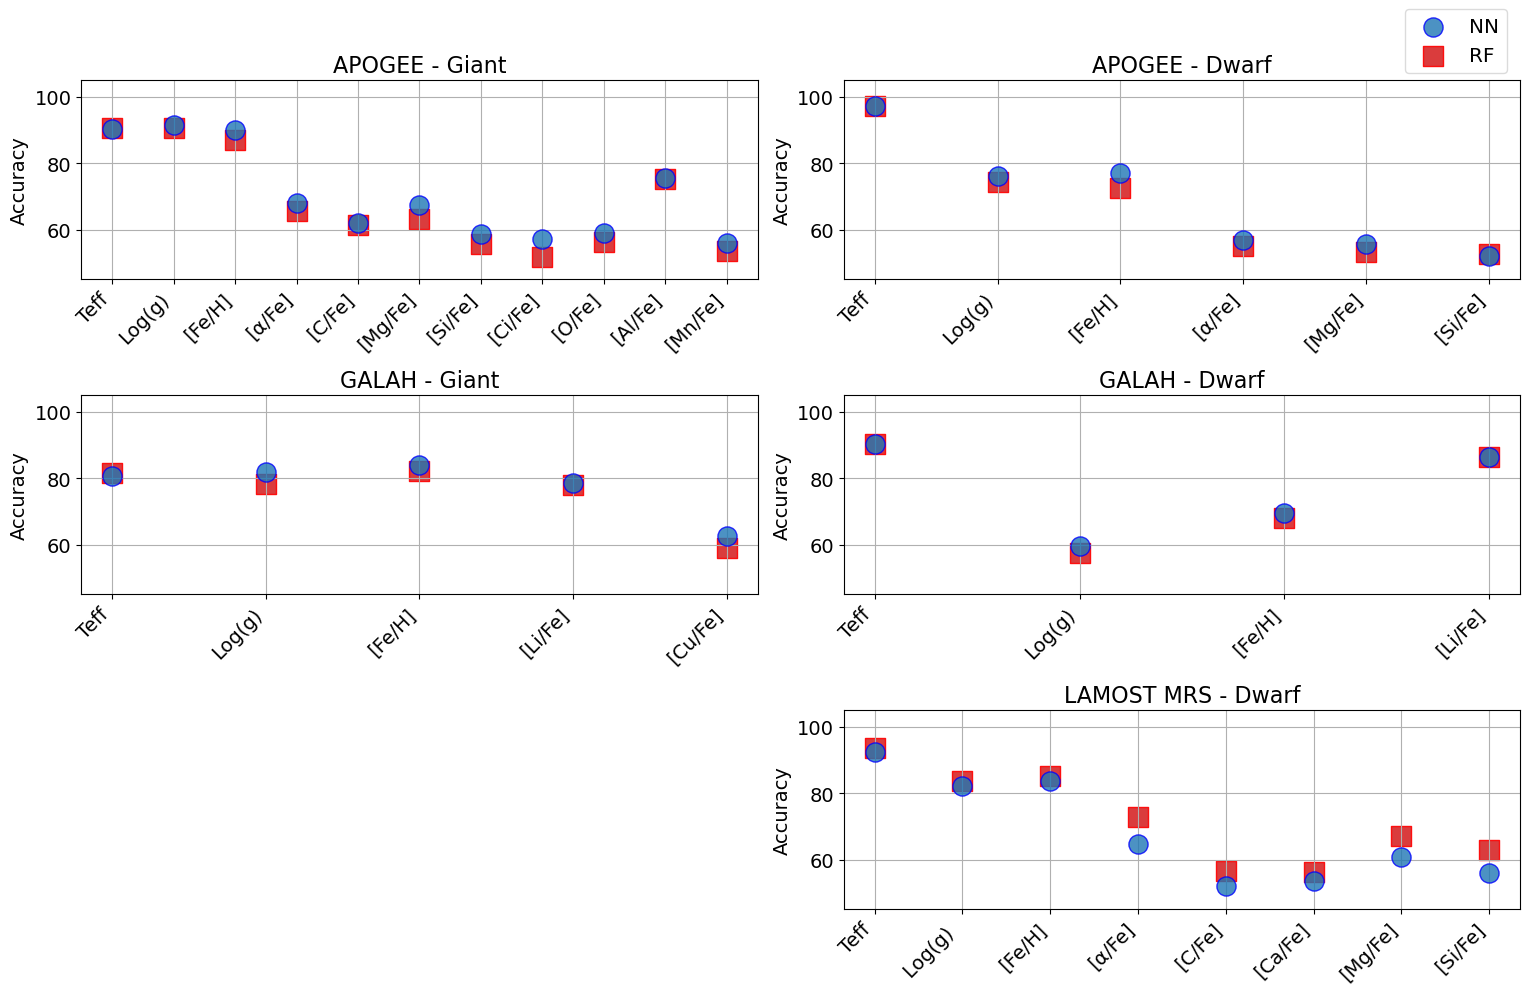 NN
RF
APOGEE - Giant
Accuracy
100
80
60
Teff
Log(g)
[Fe/H]
[α/Fe]
[C/Fe]
[Mg/Fe]
[Si/Fe]
[Ci/Fe]
[O/Fe]
[Al/Fe]
[Mn/Fe]
APOGEE - Dwarf
Accuracy
100
80
60
Teff
Log(g)
[Fe/H]
[α/Fe]
[Mg/Fe]
[Si/Fe]
GALAH - Giant
Accuracy
100
80
60
Teff
Log(g)
[Fe/H]
[Li/Fe]
[Cu/Fe]
GALAH - Dwarf
Accuracy
100
80
60
Teff
Log(g)
[Fe/H]
[Li/Fe]
LAMOST MRS - Dwarf
Accuracy
100
80
60
Teff
Log(g)
[Fe/H]
[α/Fe]
[C/Fe]
[Ca/Fe]
[Mg/Fe]
[Si/Fe]